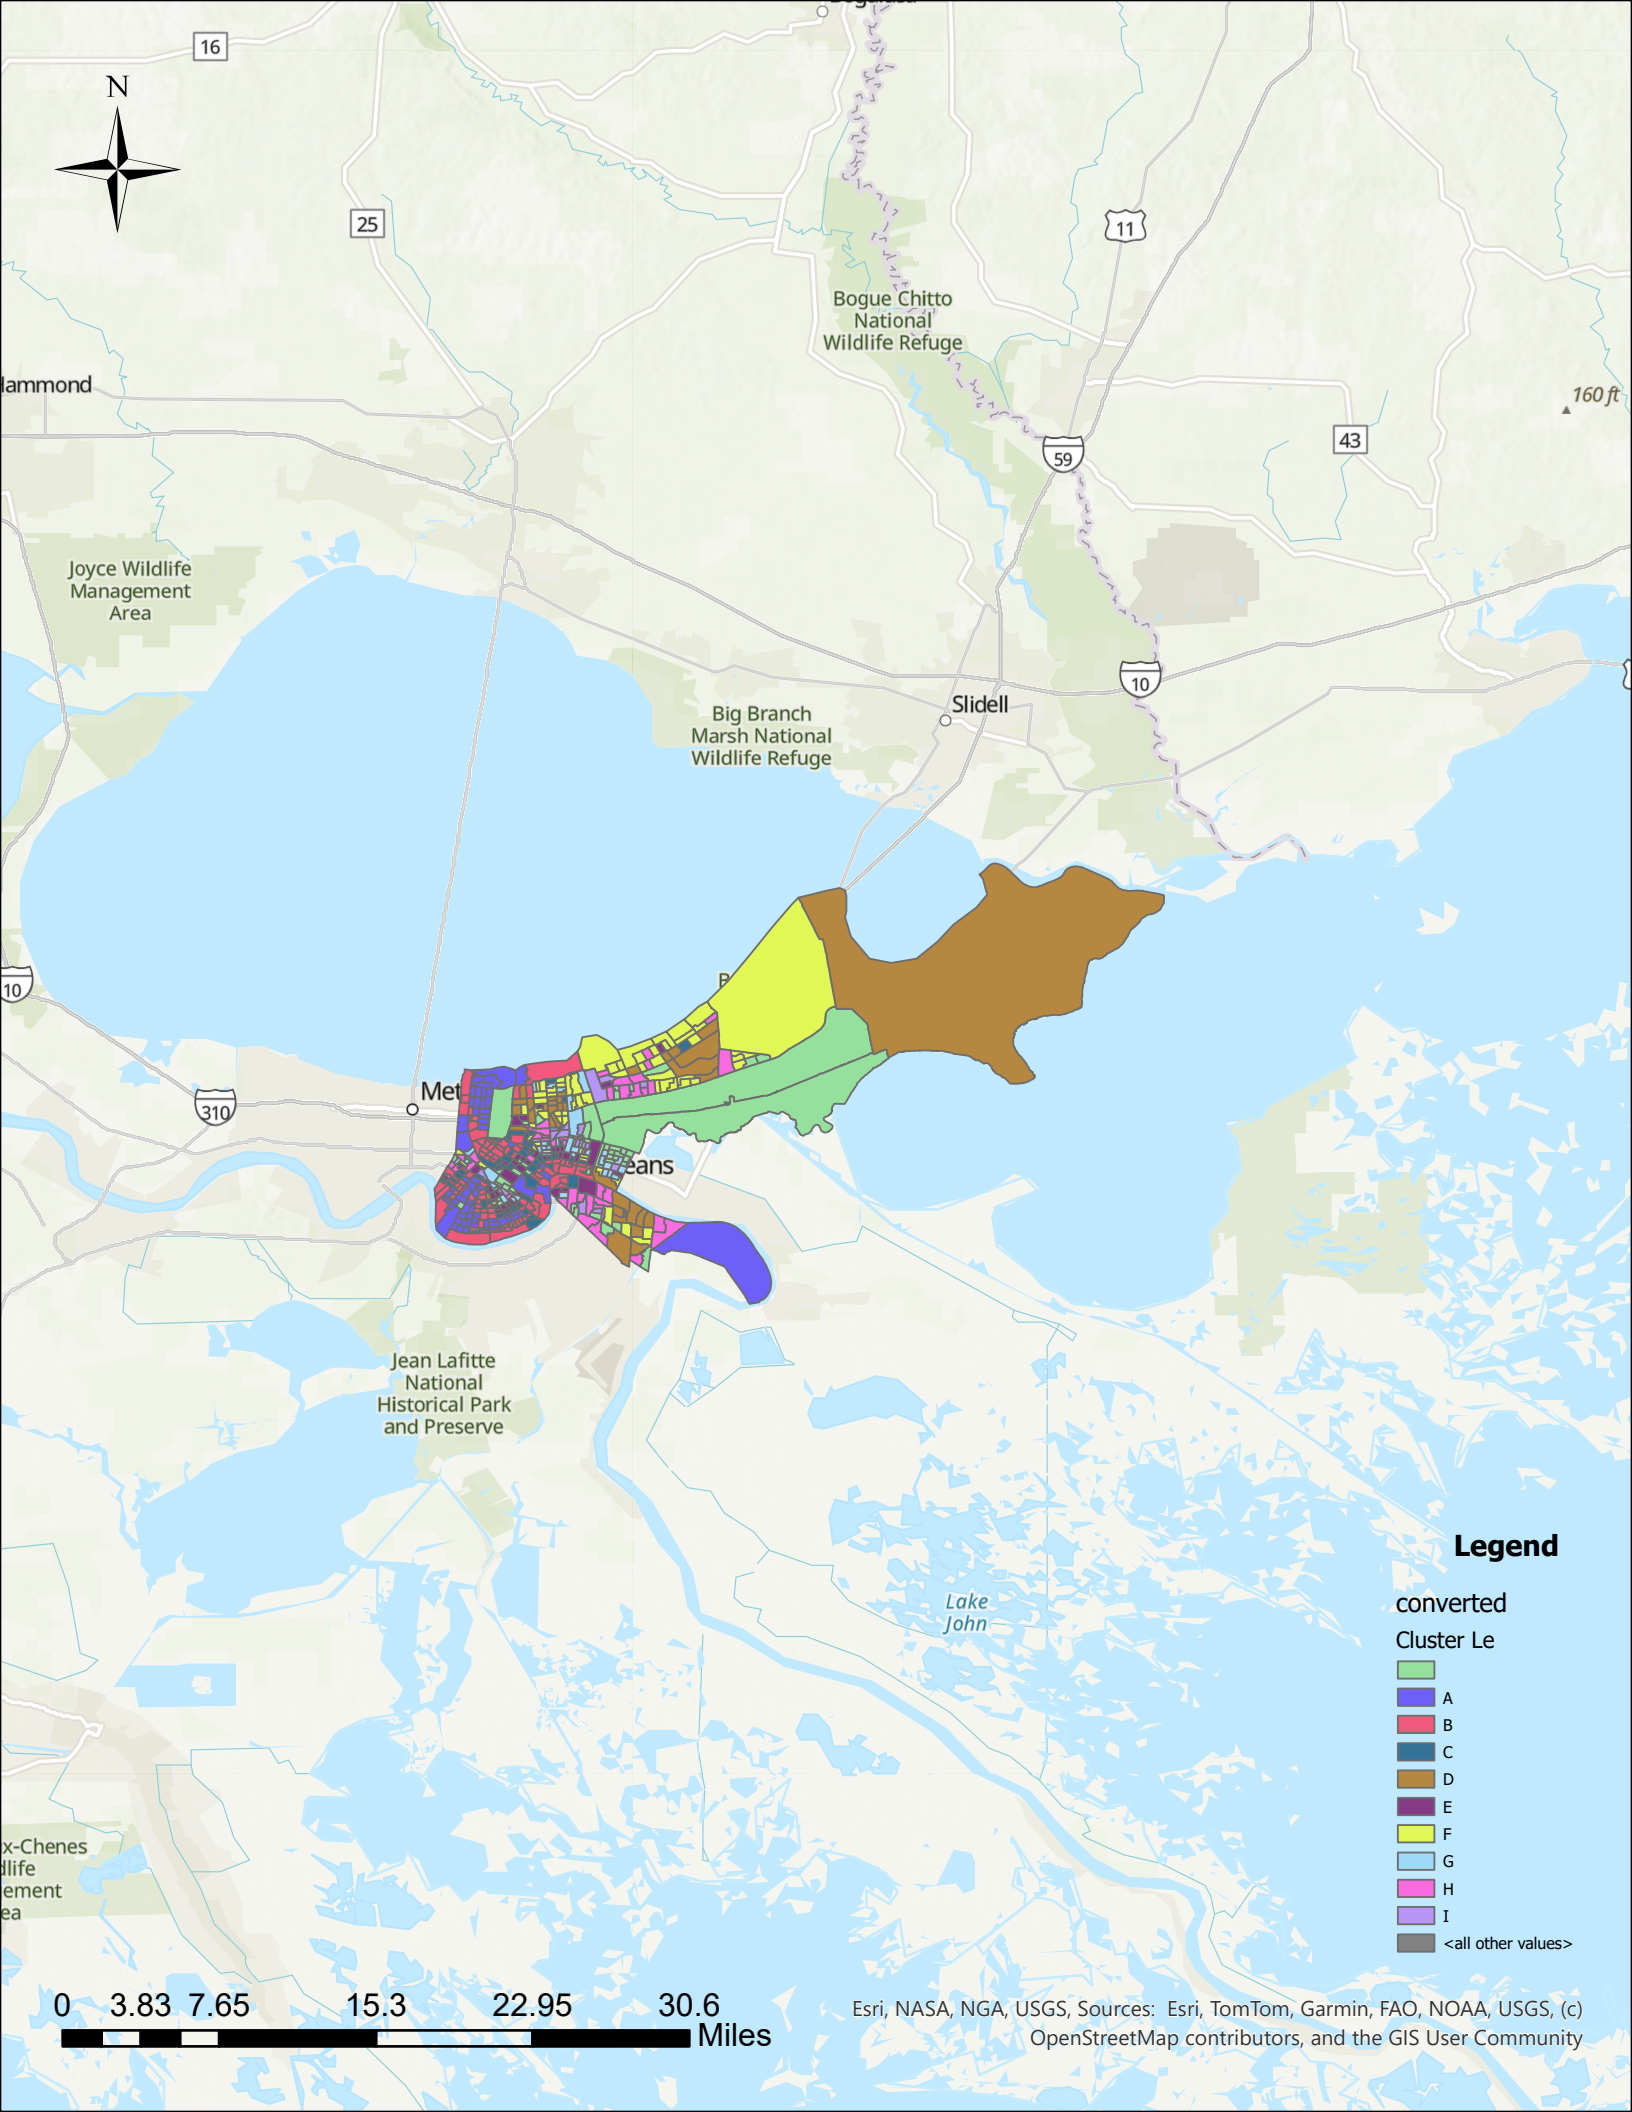 16
N
25
11
Bogue Chitto
National
Wildlife Refuge
Hammond
160 ft
43
59
Joyce Wildlife
Management
Area
10
Slidell
Big Branch
Marsh National
Wildlife Refuge
10
310
Met
eans
Jean Lafitte
National
Historical Park
and Preserve
Legend
Lake
John
converted
Cluster Le
A
B
C
D
E
F
G
H
I
<all other values>
x-Chenes
dlife
ement
ea
0 3.83 7.65 15.3 22.95 30.6
Miles
Esri, NASA, NGA, USGS, Sources: Esri, TomTom, Garmin, FAO, NOAA, USGS, (c)
OpenStreetMap contributors, and the GIS User Community